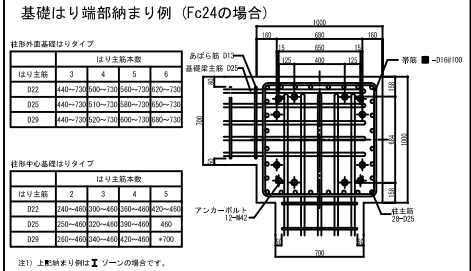 基礎はり端部納まり例 (Fc24の場合)
柱形外面基礎はりタイプ
はり主筋 はり主筋本数
3 4 5 6
D22 440~730 500~730 560~730 620~730
D25 440~730 510~730 580~730 650~730
D29 440~730 520~730 600~730 680~730
柱形中心基礎はりタイプ
はり主筋 はり主筋本数
2 3 4 5
D22 240~460 300~460 360~460 420~460
D25 250~460 320~460 390~460 460
D29 260~460 340~460 420~460 *700
注1) 上記納まり例は I ゾーンの場合です。
1000
160 680 160
15 650 15
125 400 125
あばら筋 D13
基礎梁主筋 D25
帯筋 ■-D16@100
80
700
60
158
684
158
1000
アンカーボルト
12-M42
柱主筋
28-D25
50 50
700